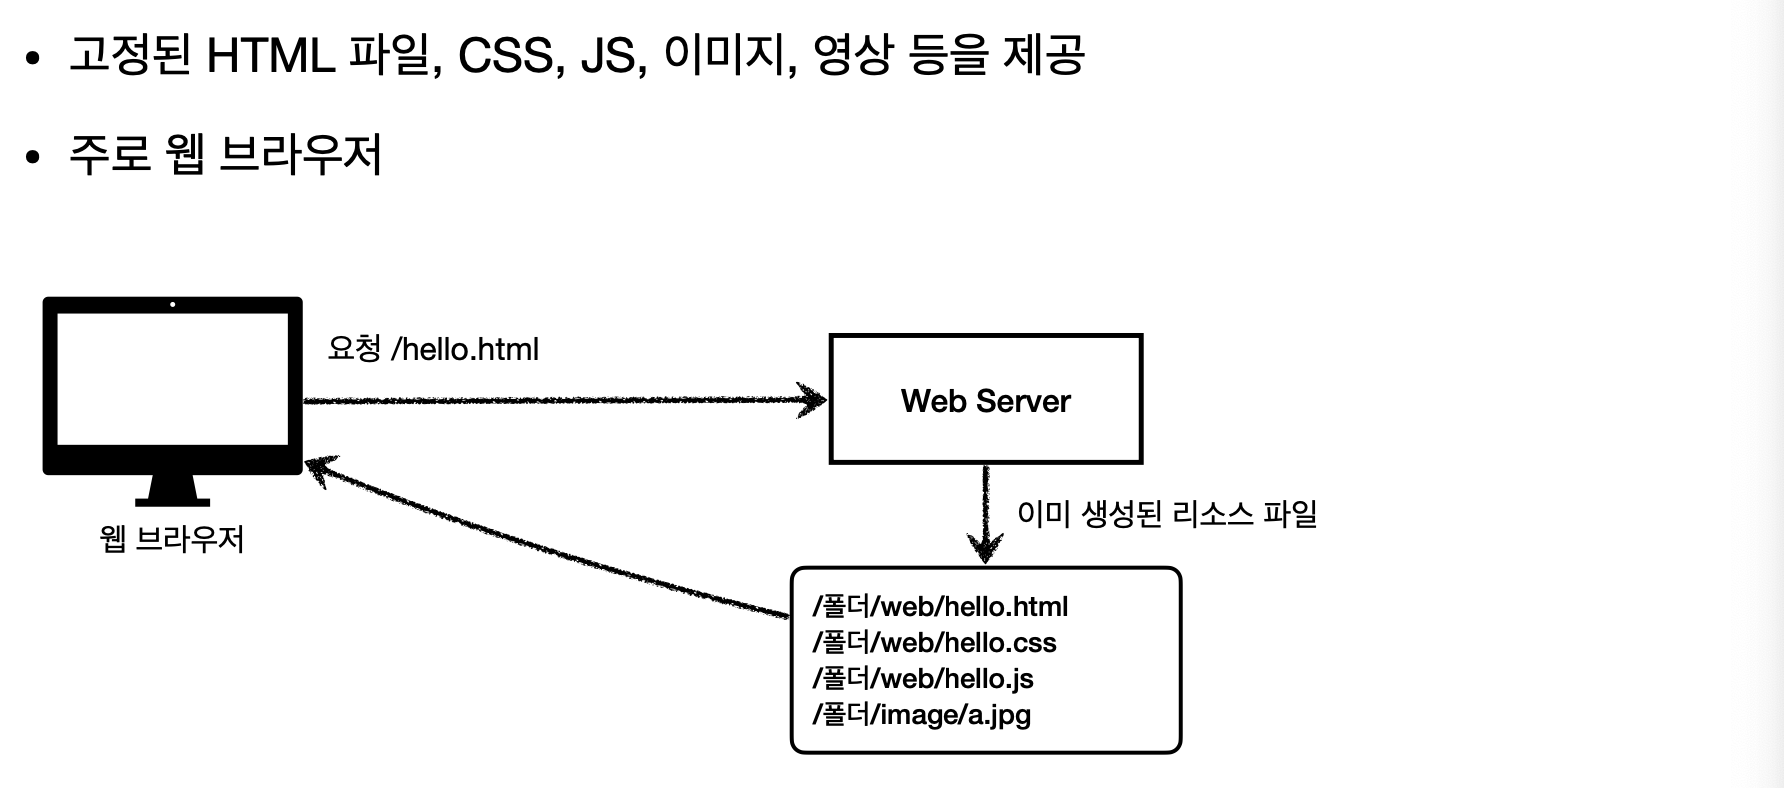 • 고정된 HTML 파일, CSS, JS, 이미지, 영상 등을 제공
• 주로 웹 브라우저
요청 /hello.html
Web Server
웹 브라우저
이미 생성된 리소스 파일
/폴더/web/hello.html
/폴더/web/hello.css
/폴더/web/hello.js
/폴더/image/a.jpg